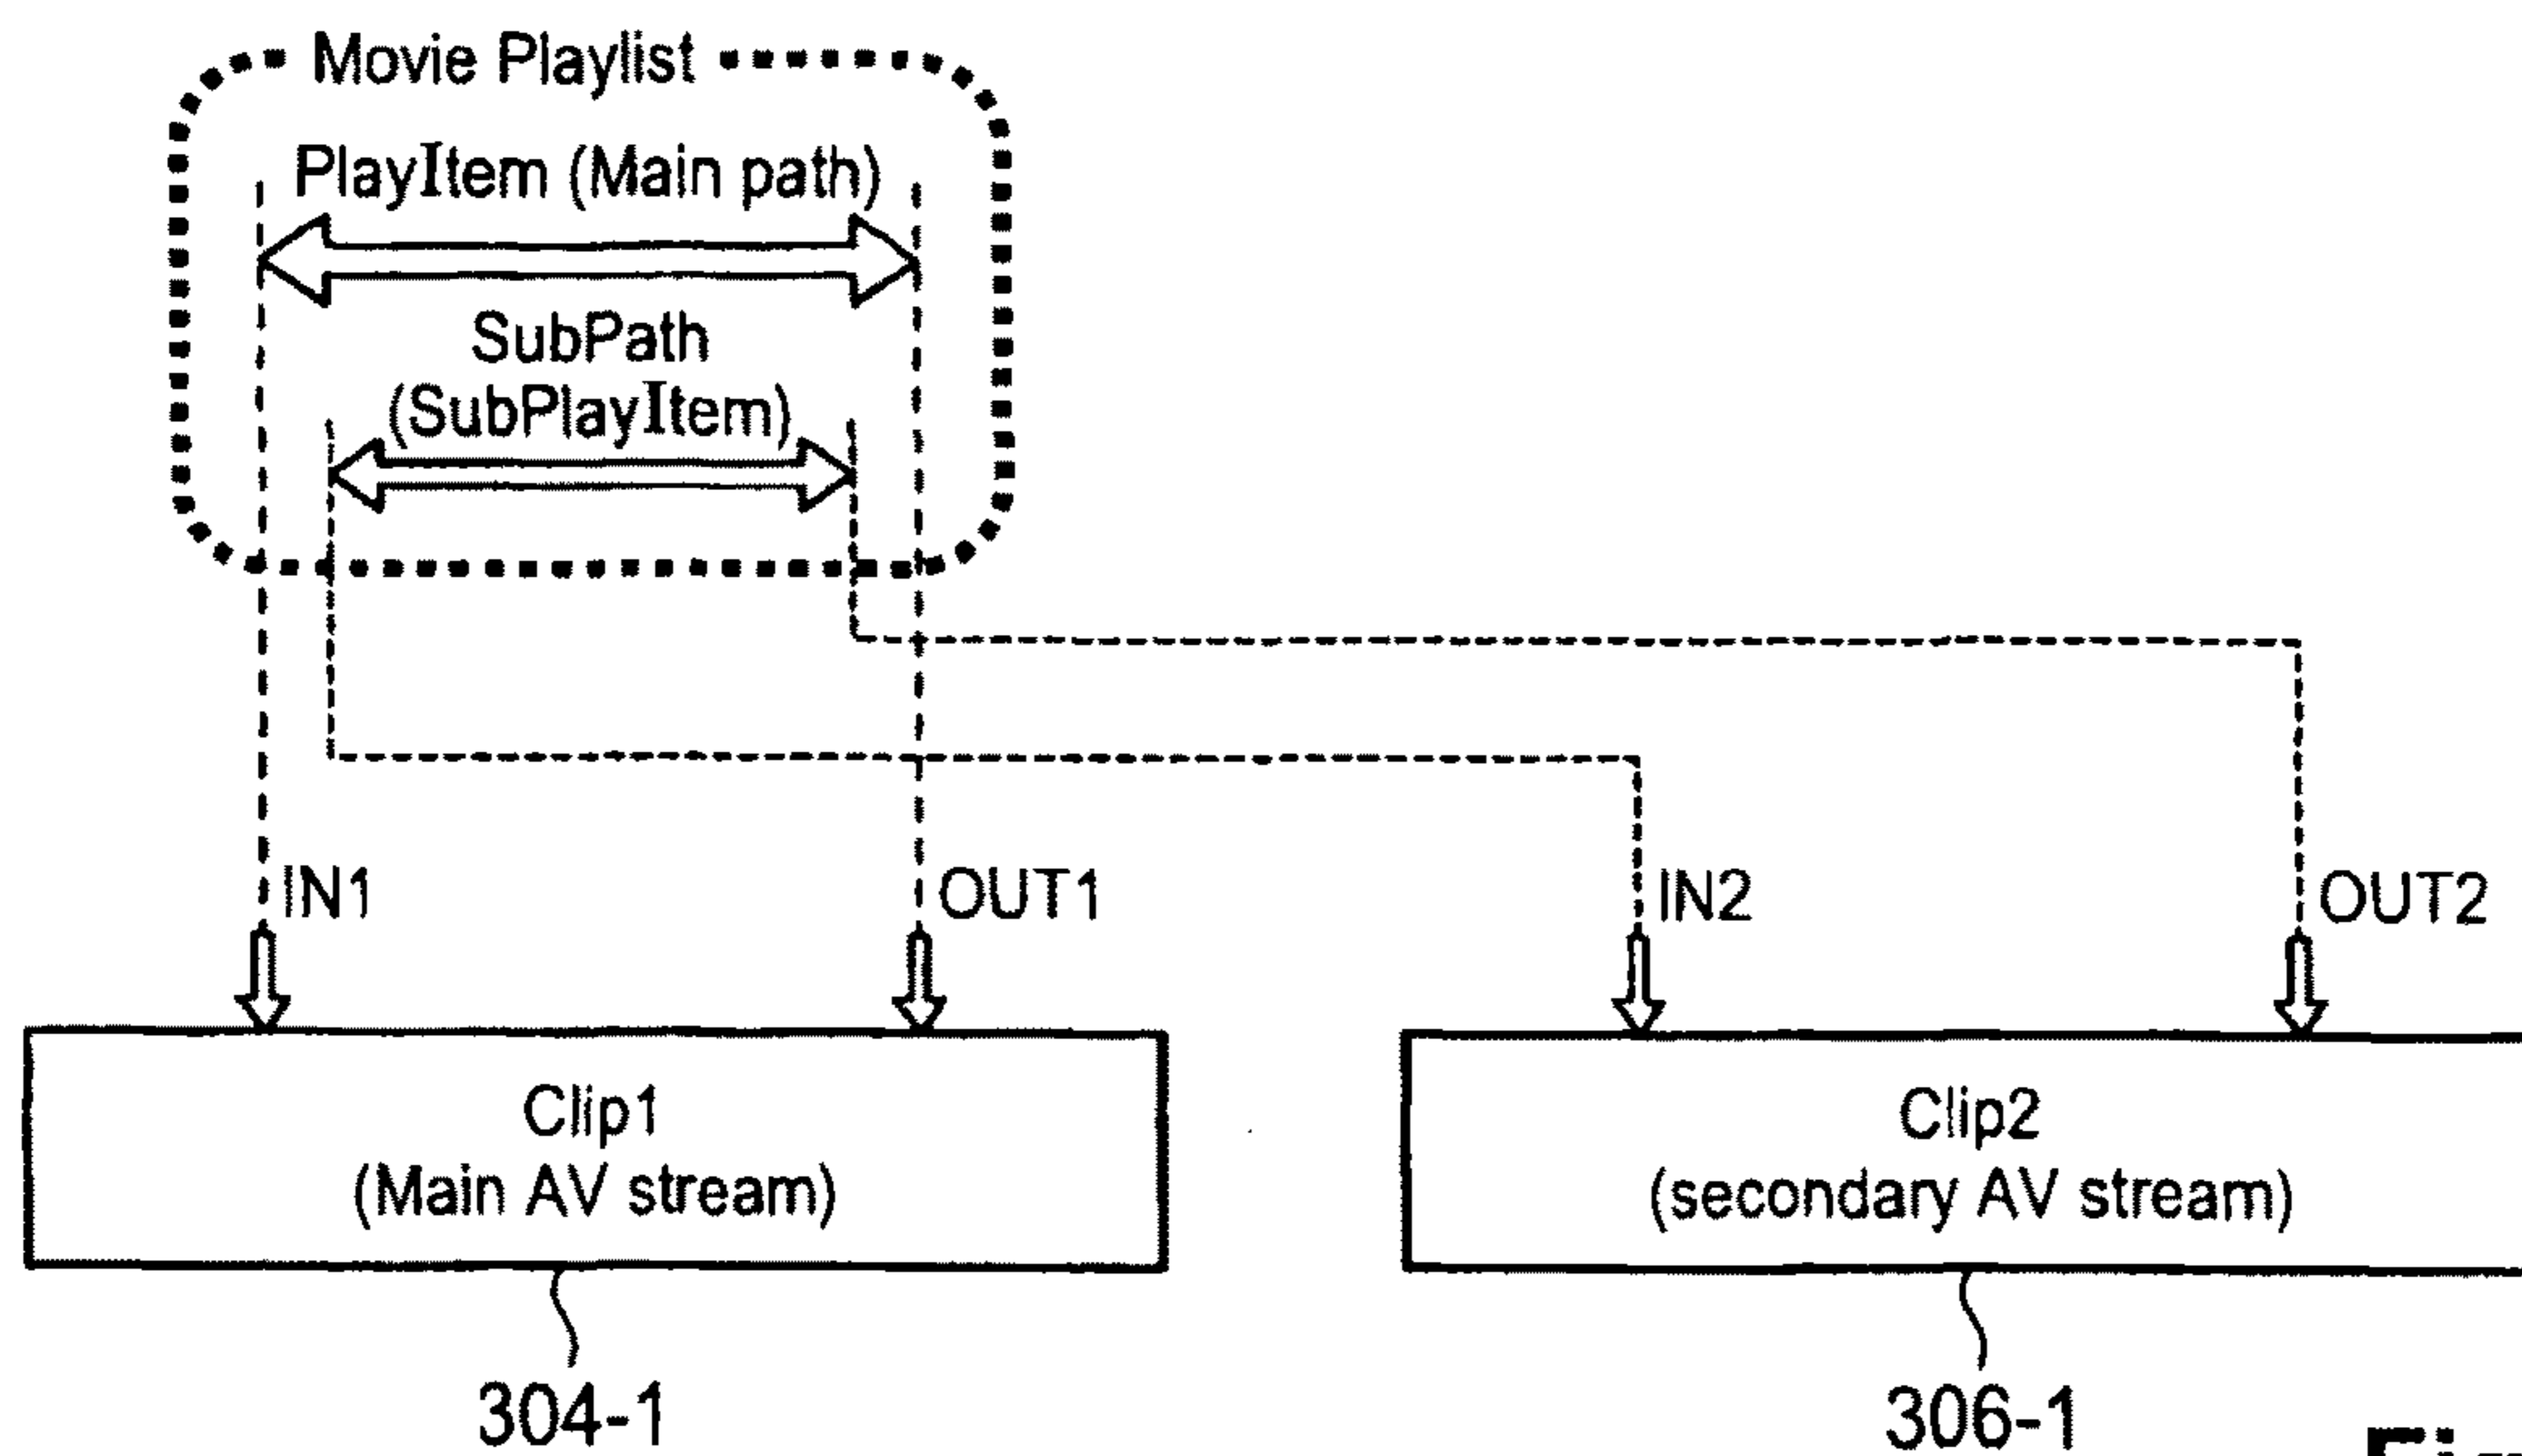 Movie Playlist
PlayItem (Main path)
SubPath
(SubPlayItem)
IN1
OUT1
IN2
OUT2
Clip1
(Main AV stream)
Clip2
(secondary AV stream)
304-1
306-1